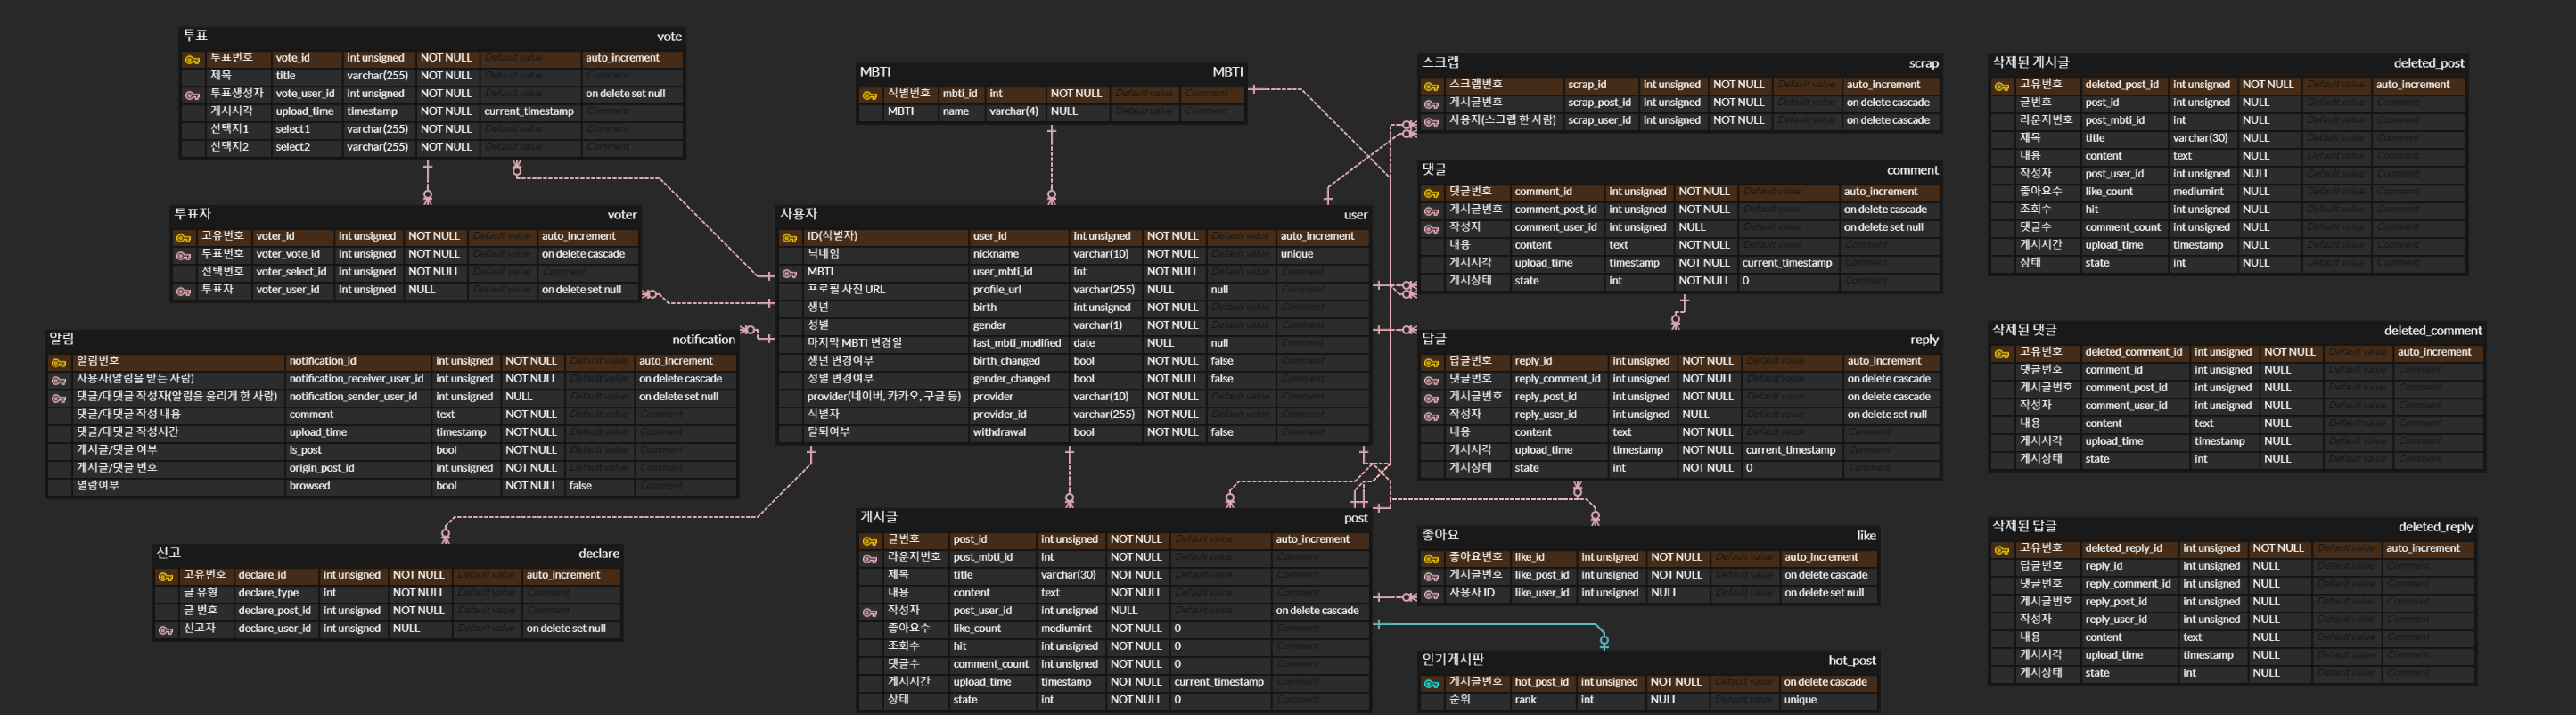 투표 vote
투표번호 vote_id int unsigned NOT NULL Default value auto_increment
제목 title varchar(255) NOT NULL Default value Comment
투표생성자 vote_user_id int unsigned NOT NULL Default value on delete set null
게시시각 upload_time timestamp NOT NULL current_timestamp Comment
선택지1 select1 varchar(255) NOT NULL Default value Comment
선택지2 select2 varchar(255) NOT NULL Default value Comment
투표자 voter
고유번호 voter_id int unsigned NOT NULL Default value auto_increment
투표번호 voter_vote_id int unsigned NOT NULL Default value on delete cascade
선택번호 voter_select_id int unsigned NOT NULL Default value Comment
투표자 voter_user_id int unsigned NULL Default value on delete set null
알림 notification
알림번호 notification_id int unsigned NOT NULL Default value auto_increment
사용자(알림을 받는 사람) notification_receiver_user_id int unsigned NOT NULL Default value on delete cascade
댓글/대댓글 작성자(알림을 울리게 한 사람) notification_sender_user_id int unsigned NULL Default value on delete set null
댓글/대댓글 작성 내용 comment text NOT NULL Default value Comment
댓글/대댓글 작성시간 upload_time timestamp NOT NULL Default value Comment
게시글/댓글 여부 is_post bool NOT NULL Default value Comment
게시글/댓글 번호 origin_post_id int unsigned NOT NULL Default value Comment
열람여부 browsed bool NOT NULL false Comment
신고 declare
고유번호 declare_id int unsigned NOT NULL Default value auto_increment
글 유형 declare_type int NOT NULL Default value Comment
글 번호 declare_post_id int unsigned NOT NULL Default value Comment
신고자 declare_user_id int unsigned NULL Default value on delete set null
MBTI MBTI
식별번호 mbti_id int NOT NULL Default value Comment
MBTI name varchar(4) NULL Default value Comment
사용자 user
ID(식별자) user_id int unsigned NOT NULL Default value auto_increment
닉네임 nickname varchar(10) NOT NULL Default value unique
MBTI user_mbti_id int NOT NULL Default value Comment
프로필 사진 URL profile_url varchar(255) NULL null Comment
생년 birth int unsigned NOT NULL Default value Comment
성별 gender varchar(1) NOT NULL Default value Comment
마지막 MBTI 변경일 last_mbti_modified date NULL null Comment
생년 변경여부 birth_changed bool NOT NULL false Comment
성별 변경여부 gender_changed bool NOT NULL false Comment
provider(네이버, 카카오, 구글 등) provider varchar(10) NOT NULL Default value Comment
식별자 provider_id varchar(255) NOT NULL Default value Comment
탈퇴여부 withdrawal bool NOT NULL false Comment
게시글 post
글번호 post_id int unsigned NOT NULL Default value auto_increment
라운지번호 post_mbti_id int NOT NULL Default value Comment
제목 title varchar(30) NOT NULL Default value Comment
내용 content text NOT NULL Default value Comment
작성자 post_user_id int unsigned NULL Default value on delete cascade
좋아요수 like_count mediumint NOT NULL 0 Comment
조회수 hit int unsigned NOT NULL 0 Comment
댓글수 comment_count int unsigned NOT NULL 0 Comment
게시시간 upload_time timestamp NOT NULL current_timestamp Comment
상태 state int NOT NULL 0 Comment
스크랩 scrap
스크랩번호 scrap_id int unsigned NOT NULL Default value auto_increment
게시글번호 scrap_post_id int unsigned NOT NULL Default value on delete cascade
사용자(스크랩 한 사람) scrap_user_id int unsigned NOT NULL Default value on delete cascade
댓글 comment
댓글번호 comment_id int unsigned NOT NULL Default value auto_increment
게시글번호 comment_post_id int unsigned NOT NULL Default value on delete cascade
작성자 comment_user_id int unsigned NULL Default value on delete set null
내용 content text NOT NULL Default value Comment
게시시각 upload_time timestamp NOT NULL current_timestamp Comment
게시상태 state int NOT NULL 0 Comment
답글 reply
답글번호 reply_id int unsigned NOT NULL Default value auto_increment
댓글번호 reply_comment_id int unsigned NOT NULL Default value on delete cascade
게시글번호 reply_post_id int unsigned NOT NULL Default value on delete cascade
작성자 reply_user_id int unsigned NULL Default value on delete set null
내용 content text NOT NULL Default value Comment
게시시각 upload_time timestamp NOT NULL current_timestamp Comment
게시상태 state int NOT NULL 0 Comment
좋아요 like
좋아요번호 like_id int unsigned NOT NULL Default value auto_increment
게시글번호 like_post_id int unsigned NOT NULL Default value on delete cascade
사용자 ID like_user_id int unsigned NULL Default value on delete set null
인기게시판 hot_post
게시글번호 hot_post_id int unsigned NOT NULL Default value on delete cascade
순위 rank int NULL Default value unique
삭제된 게시글 deleted_post
고유번호 deleted_post_id int unsigned NOT NULL Default value auto_increment
글번호 post_id int unsigned NULL Default value Comment
라운지번호 post_mbti_id int NULL Default value Comment
제목 title varchar(30) NULL Default value Comment
내용 content text NULL Default value Comment
작성자 post_user_id int unsigned NULL Default value Comment
좋아요수 like_count mediumint NULL Default value Comment
조회수 hit int unsigned NULL Default value Comment
댓글수 comment_count int unsigned NULL Default value Comment
게시시간 upload_time timestamp NULL Default value Comment
상태 state int NULL Default value Comment
삭제된 댓글 deleted_comment
고유번호 deleted_comment_id int unsigned NOT NULL Default value auto_increment
댓글번호 comment_id int unsigned NULL Default value Comment
게시글번호 comment_post_id int unsigned NULL Default value Comment
작성자 comment_user_id int unsigned NULL Default value Comment
내용 content text NULL Default value Comment
게시시각 upload_time timestamp NULL Default value Comment
게시상태 state int NULL Default value Comment
삭제된 답글 deleted_reply
고유번호 deleted_reply_id int unsigned NOT NULL Default value auto_increment
답글번호 reply_id int unsigned NULL Default value Comment
댓글번호 reply_comment_id int unsigned NULL Default value Comment
게시글번호 reply_post_id int unsigned NULL Default value Comment
작성자 reply_user_id int unsigned NULL Default value Comment
내용 content text NULL Default value Comment
게시시각 upload_time timestamp NULL Default value Comment
게시상태 state int NULL Default value Comment